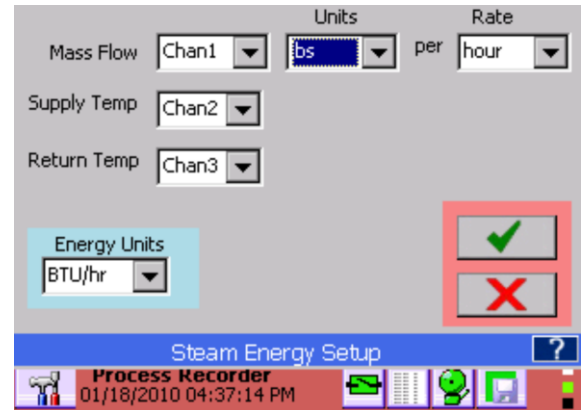 Units Rate
Mass Flow Chan1 bs per hour
Supply Temp Chan2
Return Temp Chan3
Energy Units
BTU/hr
Steam Energy Setup ?
Process Recorder
01/18/2010 04:37:14 PM